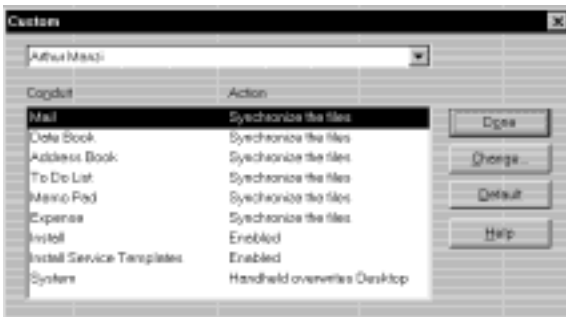 Custom
Arthur Manzi
Conduit Action
Mail Synchronize the files
Date Book Synchronize the files
Address Book Synchronize the files
To Do List Synchronize the files
Memo Pad Synchronize the files
Expense Synchronize the files
Install Enabled
Install Service Templates Enabled
System Handheld overwrites Desktop
Done
Change...
Default
Help